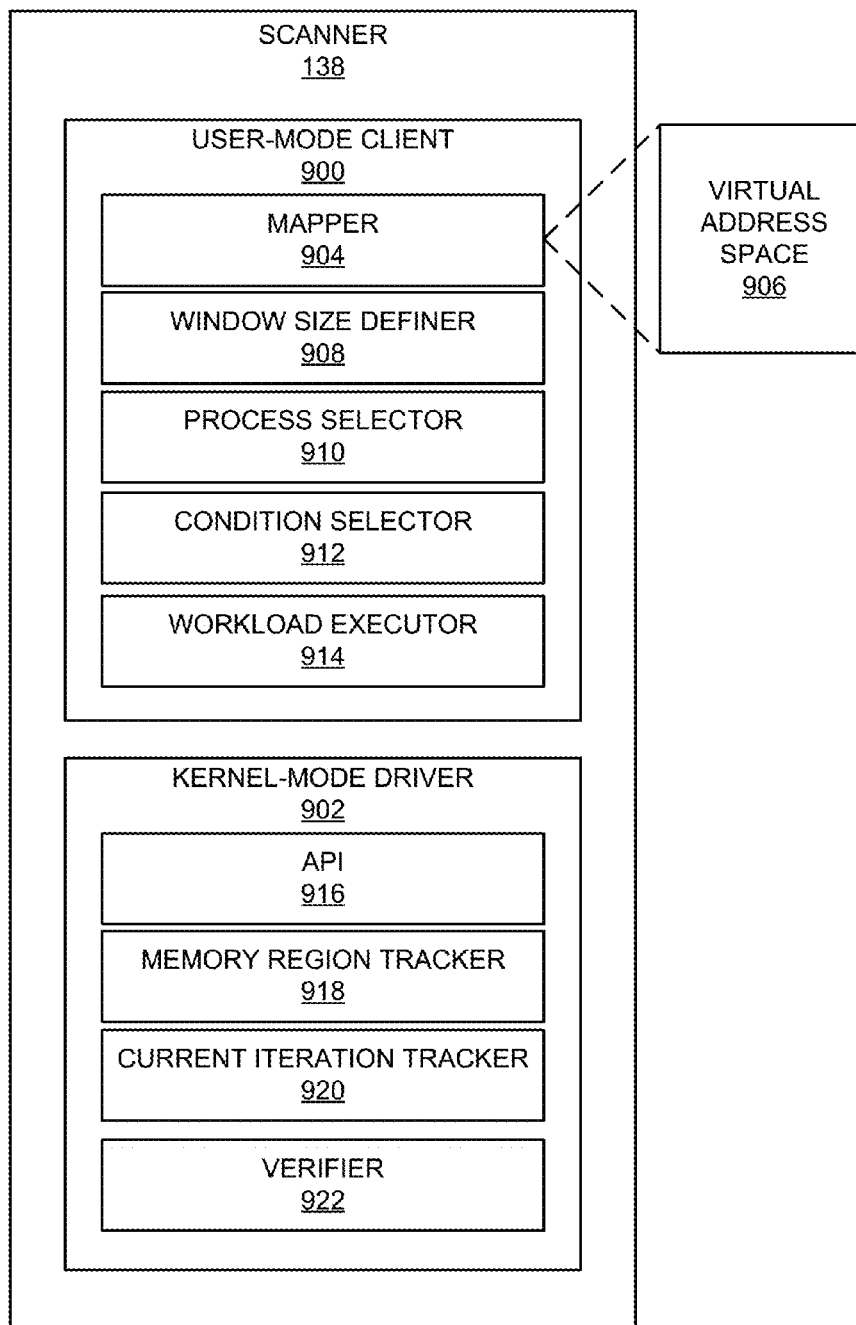 SCANNER
138
USER-MODE CLIENT
900
MAPPER
904
VIRTUAL
ADDRESS
SPACE
906
WINDOW SIZE DEFINER
908
PROCESS SELECTOR
910
CONDITION SELECTOR
912
WORKLOAD EXECUTOR
914
KERNEL-MODE DRIVER
902
API
916
MEMORY REGION TRACKER
918
CURRENT ITERATION TRACKER
920
VERIFIER
922